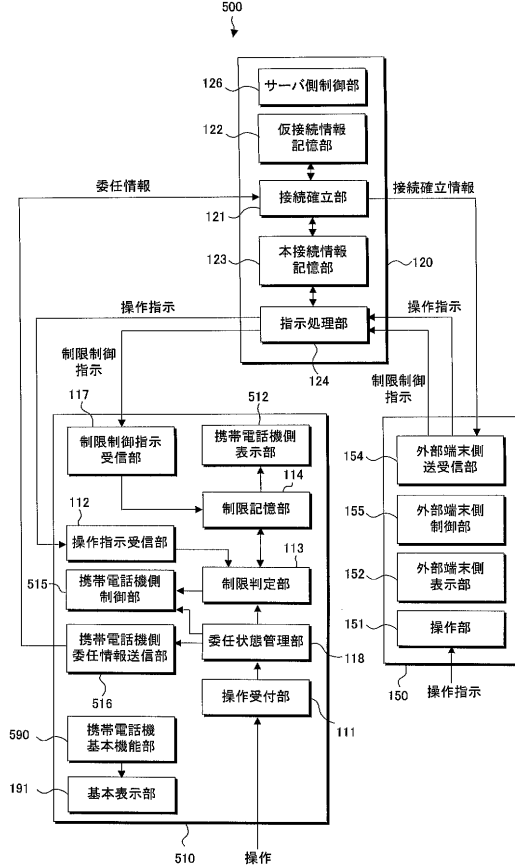 500
126
サーバ側制御部
122
仮接続情報
記憶部
委任情報
接続確立部
接続確立情報
121
本接続情報
記憶部
123
120
操作指示
指示処理部
操作指示
制限制御
指示
124
制限制御
指示
117
512
制限制御指示
受信部
携帯電話機側
表示部
154
外部端末側
送受信部
114
制限記憶部
112
155
外部端末側
制御部
操作指示受信部
113
515
携帯電話機側
制御部
制限判定部
152
外部端末側
表示部
携帯電話機側
委任情報送信部
委任状態管理部
118
151
操作部
516
操作受付部
111
150
操作指示
590
携帯電話機
基本機能部
191
基本表示部
510
操作